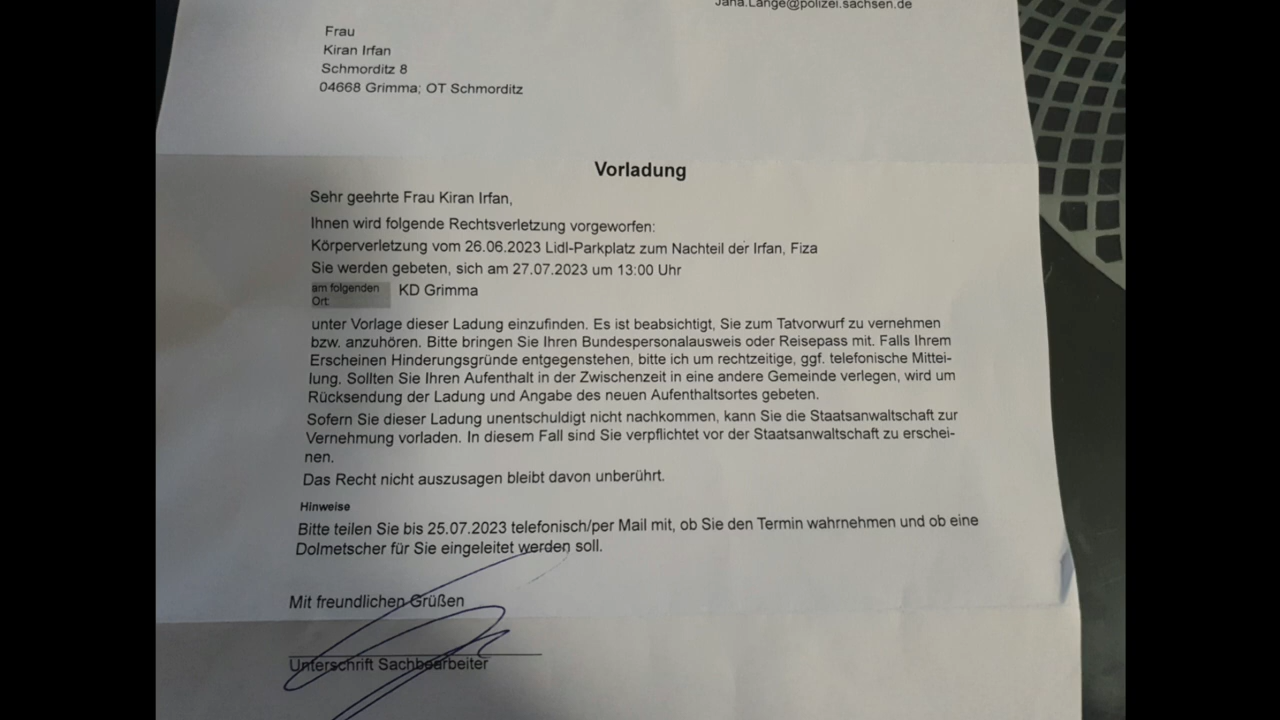 Jana.Lange@polizei.sachsen.de
Frau
Kiran Irfan
Schmorditz 8
04668 Grimma; OT Schmorditz
Vorladung
Sehr geehrte Frau Kiran Irfan,
Ihnen wird folgende Rechtsverletzung vorgeworfen:
Körperverletzung vom 26.06.2023 Lidl-Parkplatz zum Nachteil der Irfan, Fiza
Sie werden gebeten, sich am 27.07.2023 um 13:00 Uhr
am folgenden
Ort:
KD Grimma
unter Vorlage dieser Ladung einzufinden. Es ist beabsichtigt, Sie zum Tatvorwurf zu vernehmen
bzw. anzuhören. Bitte bringen Sie Ihren Bundespersonalausweis oder Reisepass mit. Falls Ihrem
Erscheinen Hinderungsgründe entgegenstehen, bitte ich um rechtzeitige, ggf. telefonische Mittei-
lung. Sollten Sie Ihren Aufenthalt in der Zwischenzeit in eine andere Gemeinde verlegen, wird um
Rücksendung der Ladung und Angabe des neuen Aufenthaltsortes gebeten.
Sofern Sie dieser Ladung unentschuldigt nicht nachkommen, kann Sie die Staatsanwaltschaft zur
Vernehmung vorladen. In diesem Fall sind Sie verpflichtet vor der Staatsanwaltschaft zu erschei-
nen.
Das Recht nicht auszusagen bleibt davon unberührt.
Hinweise
Bitte teilen Sie bis 25.07.2023 telefonisch/per Mail mit, ob Sie den Termin wahrnehmen und ob eine
Dolmetscher für Sie eingeleitet werden soll.
Mit freundlichen Grüßen
Unterschrift Sachbearbeiter